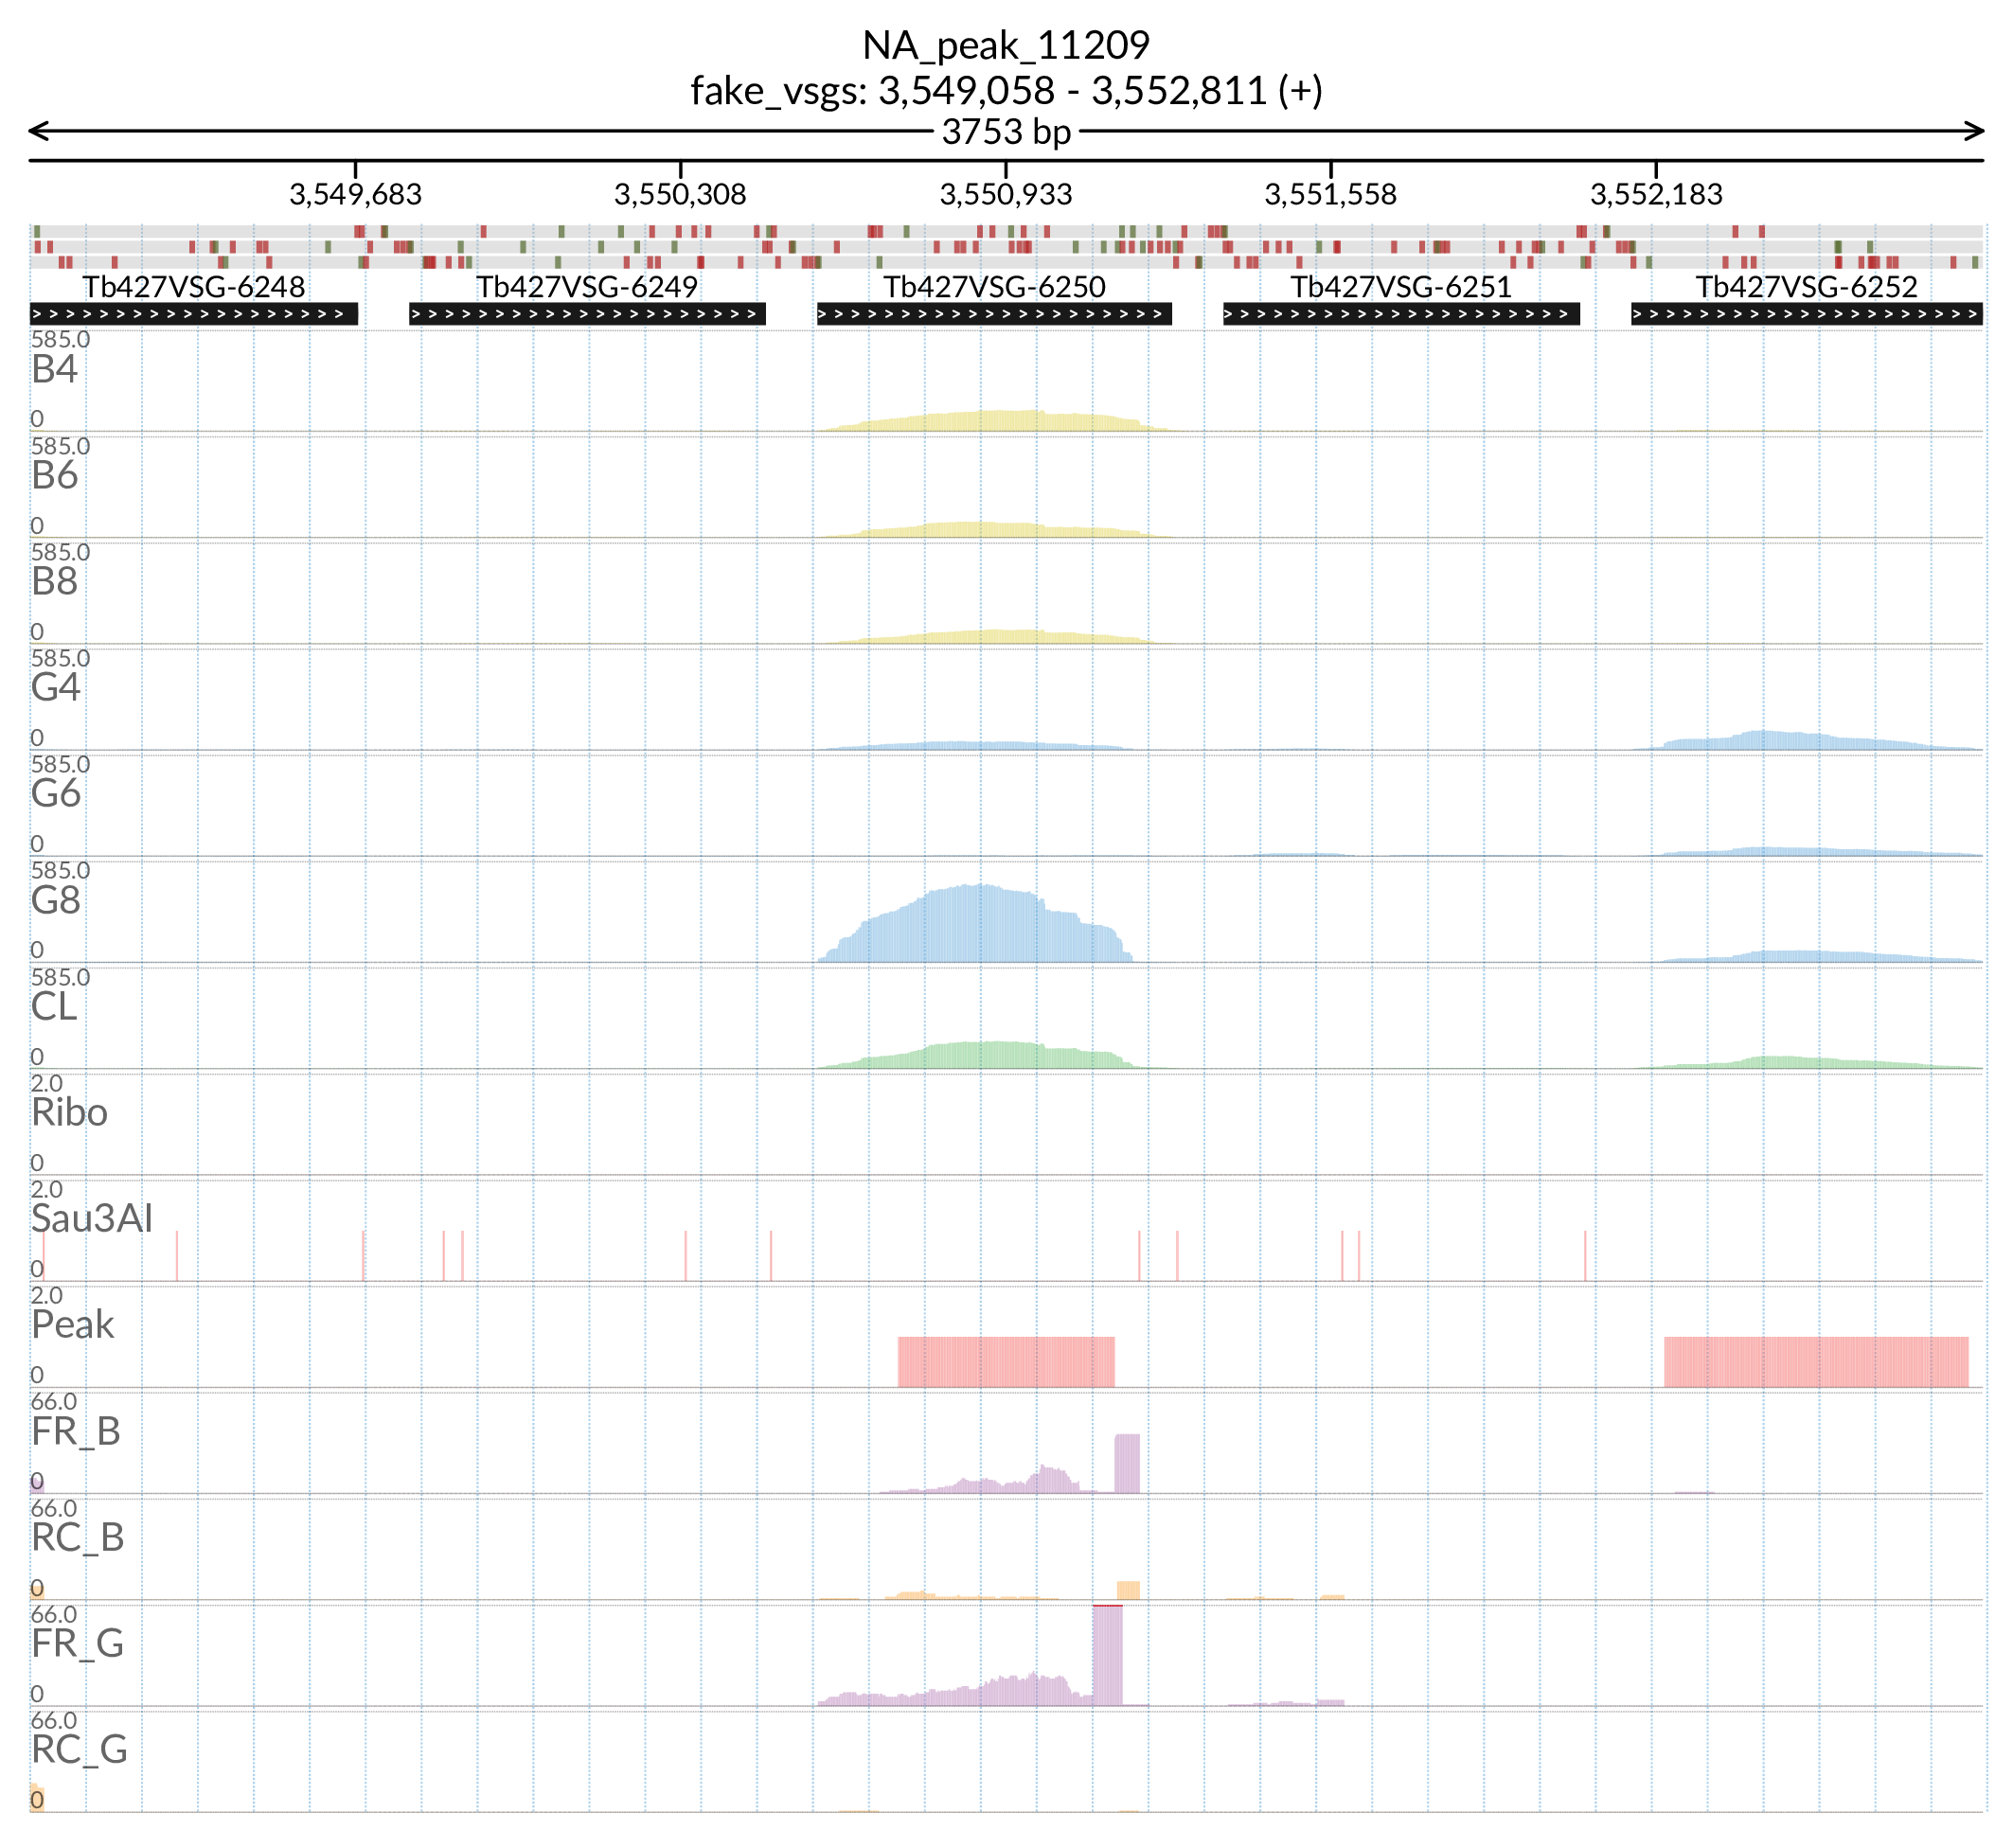 NA_peak_11209
fake_vsgs: 3,549,058 - 3,552,811 (+)
3753 bp
3,549,683 3,550,308 3,550,933 3,551,558 3,552,183
Tb427VSG-6248 Tb427VSG-6249 Tb427VSG-6250 Tb427VSG-6251 Tb427VSG-6252
585.0
B4
0
585.0
B6
0
585.0
B8
0
585.0
G4
0
585.0
G6
0
585.0
G8
0
585.0
CL
0
2.0
Ribo
0
2.0
Sau3AI
0
2.0
Peak
0
66.0
FR_B
0
66.0
RC_B
0
66.0
FR_G
0
66.0
RC_G
0